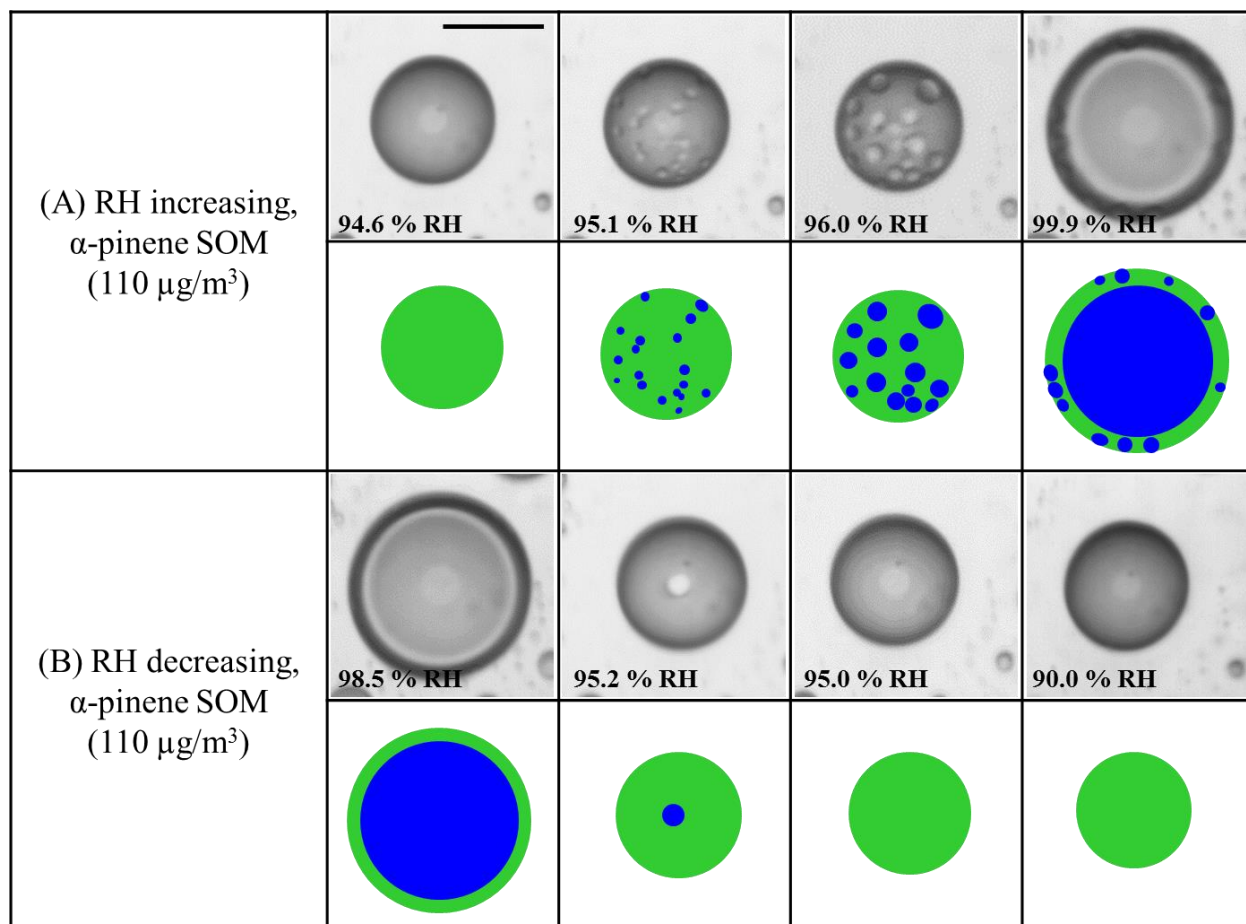 (A) RH increasing,
α-pinene SOM
(110 µg/m³)
94.6 % RH
95.1 % RH
96.0 % RH
99.9 % RH
(B) RH decreasing,
α-pinene SOM
(110 µg/m³)
98.5 % RH
95.2 % RH
95.0 % RH
90.0 % RH